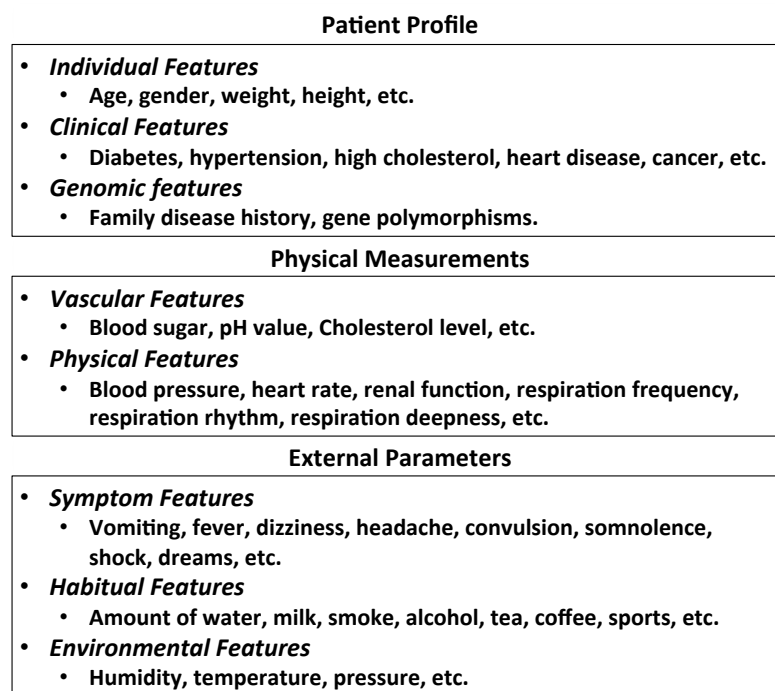 Patient Profile
• Individual Features
• Age, gender, weight, height, etc.
• Clinical Features
• Diabetes, hypertension, high cholesterol, heart disease, cancer, etc.
• Genomic features
• Family disease history, gene polymorphisms.
Physical Measurements
• Vascular Features
• Blood sugar, pH value, Cholesterol level, etc.
• Physical Features
• Blood pressure, heart rate, renal function, respiration frequency,
respiration rhythm, respiration deepness, etc.
External Parameters
• Symptom Features
• Vomiting, fever, dizziness, headache, convulsion, somnolence,
shock, dreams, etc.
• Habitual Features
• Amount of water, milk, smoke, alcohol, tea, coffee, sports, etc.
• Environmental Features
• Humidity, temperature, pressure, etc.